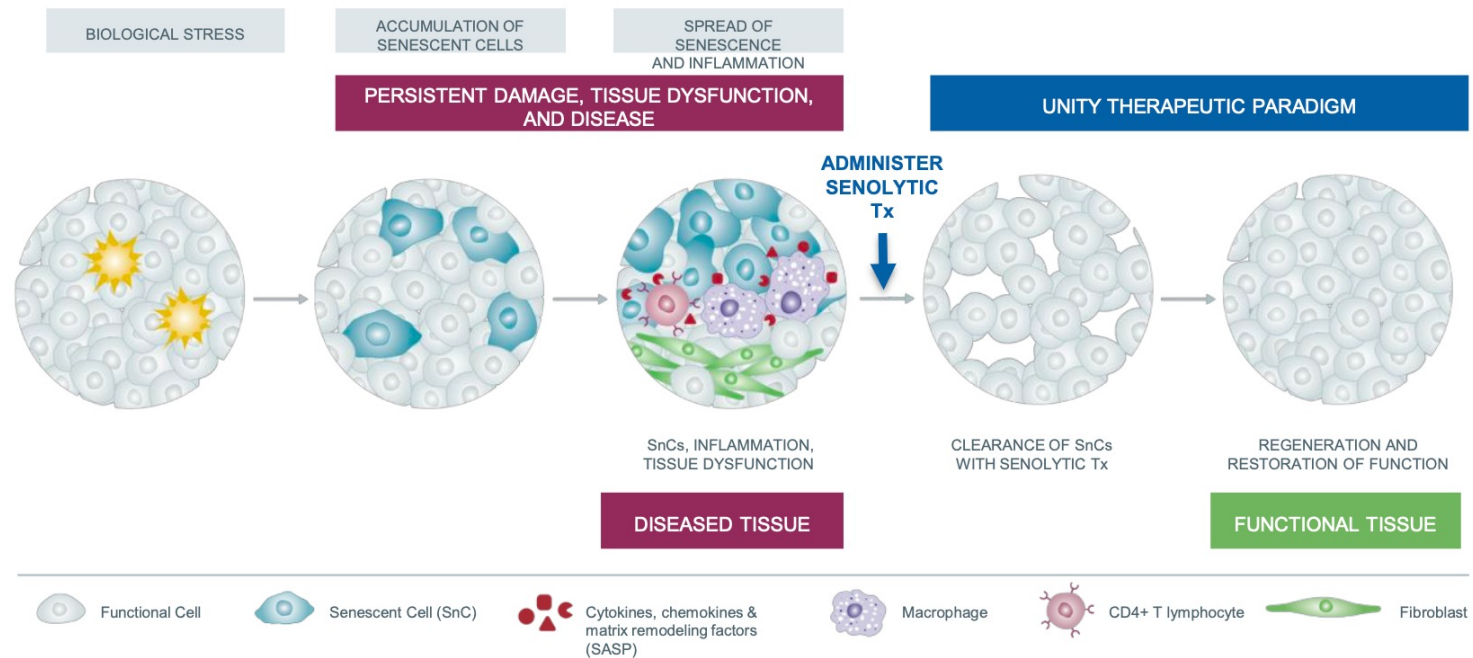 BIOLOGICAL STRESS
ACCUMULATION OF
SENESCENT CELLS
SPREAD OF
SENESCENCE
AND INFLAMMATION
PERSISTENT DAMAGE, TISSUE DYSFUNCTION,
AND DISEASE
UNITY THERAPEUTIC PARADIGM
ADMINISTER
SENOLYTIC
Tx
SnCs, INFLAMMATION,
TISSUE DYSFUNCTION
CLEARANCE OF SnCs
WITH SENOLYTIC Tx
REGENERATION AND
RESTORATION OF FUNCTION
DISEASED TISSUE
FUNCTIONAL TISSUE
Functional Cell
Senescent Cell (SnC)
Cytokines, chemokines &
matrix remodeling factors
(SASP)
Macrophage
CD4+ T lymphocyte
Fibroblast